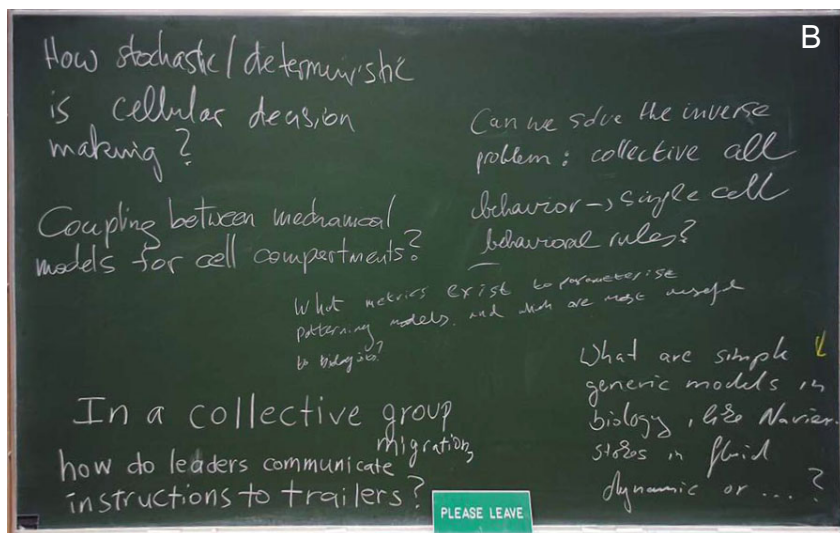 B
How stochastic/deterministic
is cellular decision
making?
Can we solve the inverse
problem: collective all
behavior → single cell
behavioral rules?
Coupling between mechanical
models for cell compartments?
What metrics exist to parameterise
patterning models, and which are most useful
to biologists?
What are simple
generic models in
biology, like Navier-
stokes in fluid
dynamic or ...?
In a collective group
migration,
how do leaders communicate
instructions to trailers?
PLEASE LEAVE